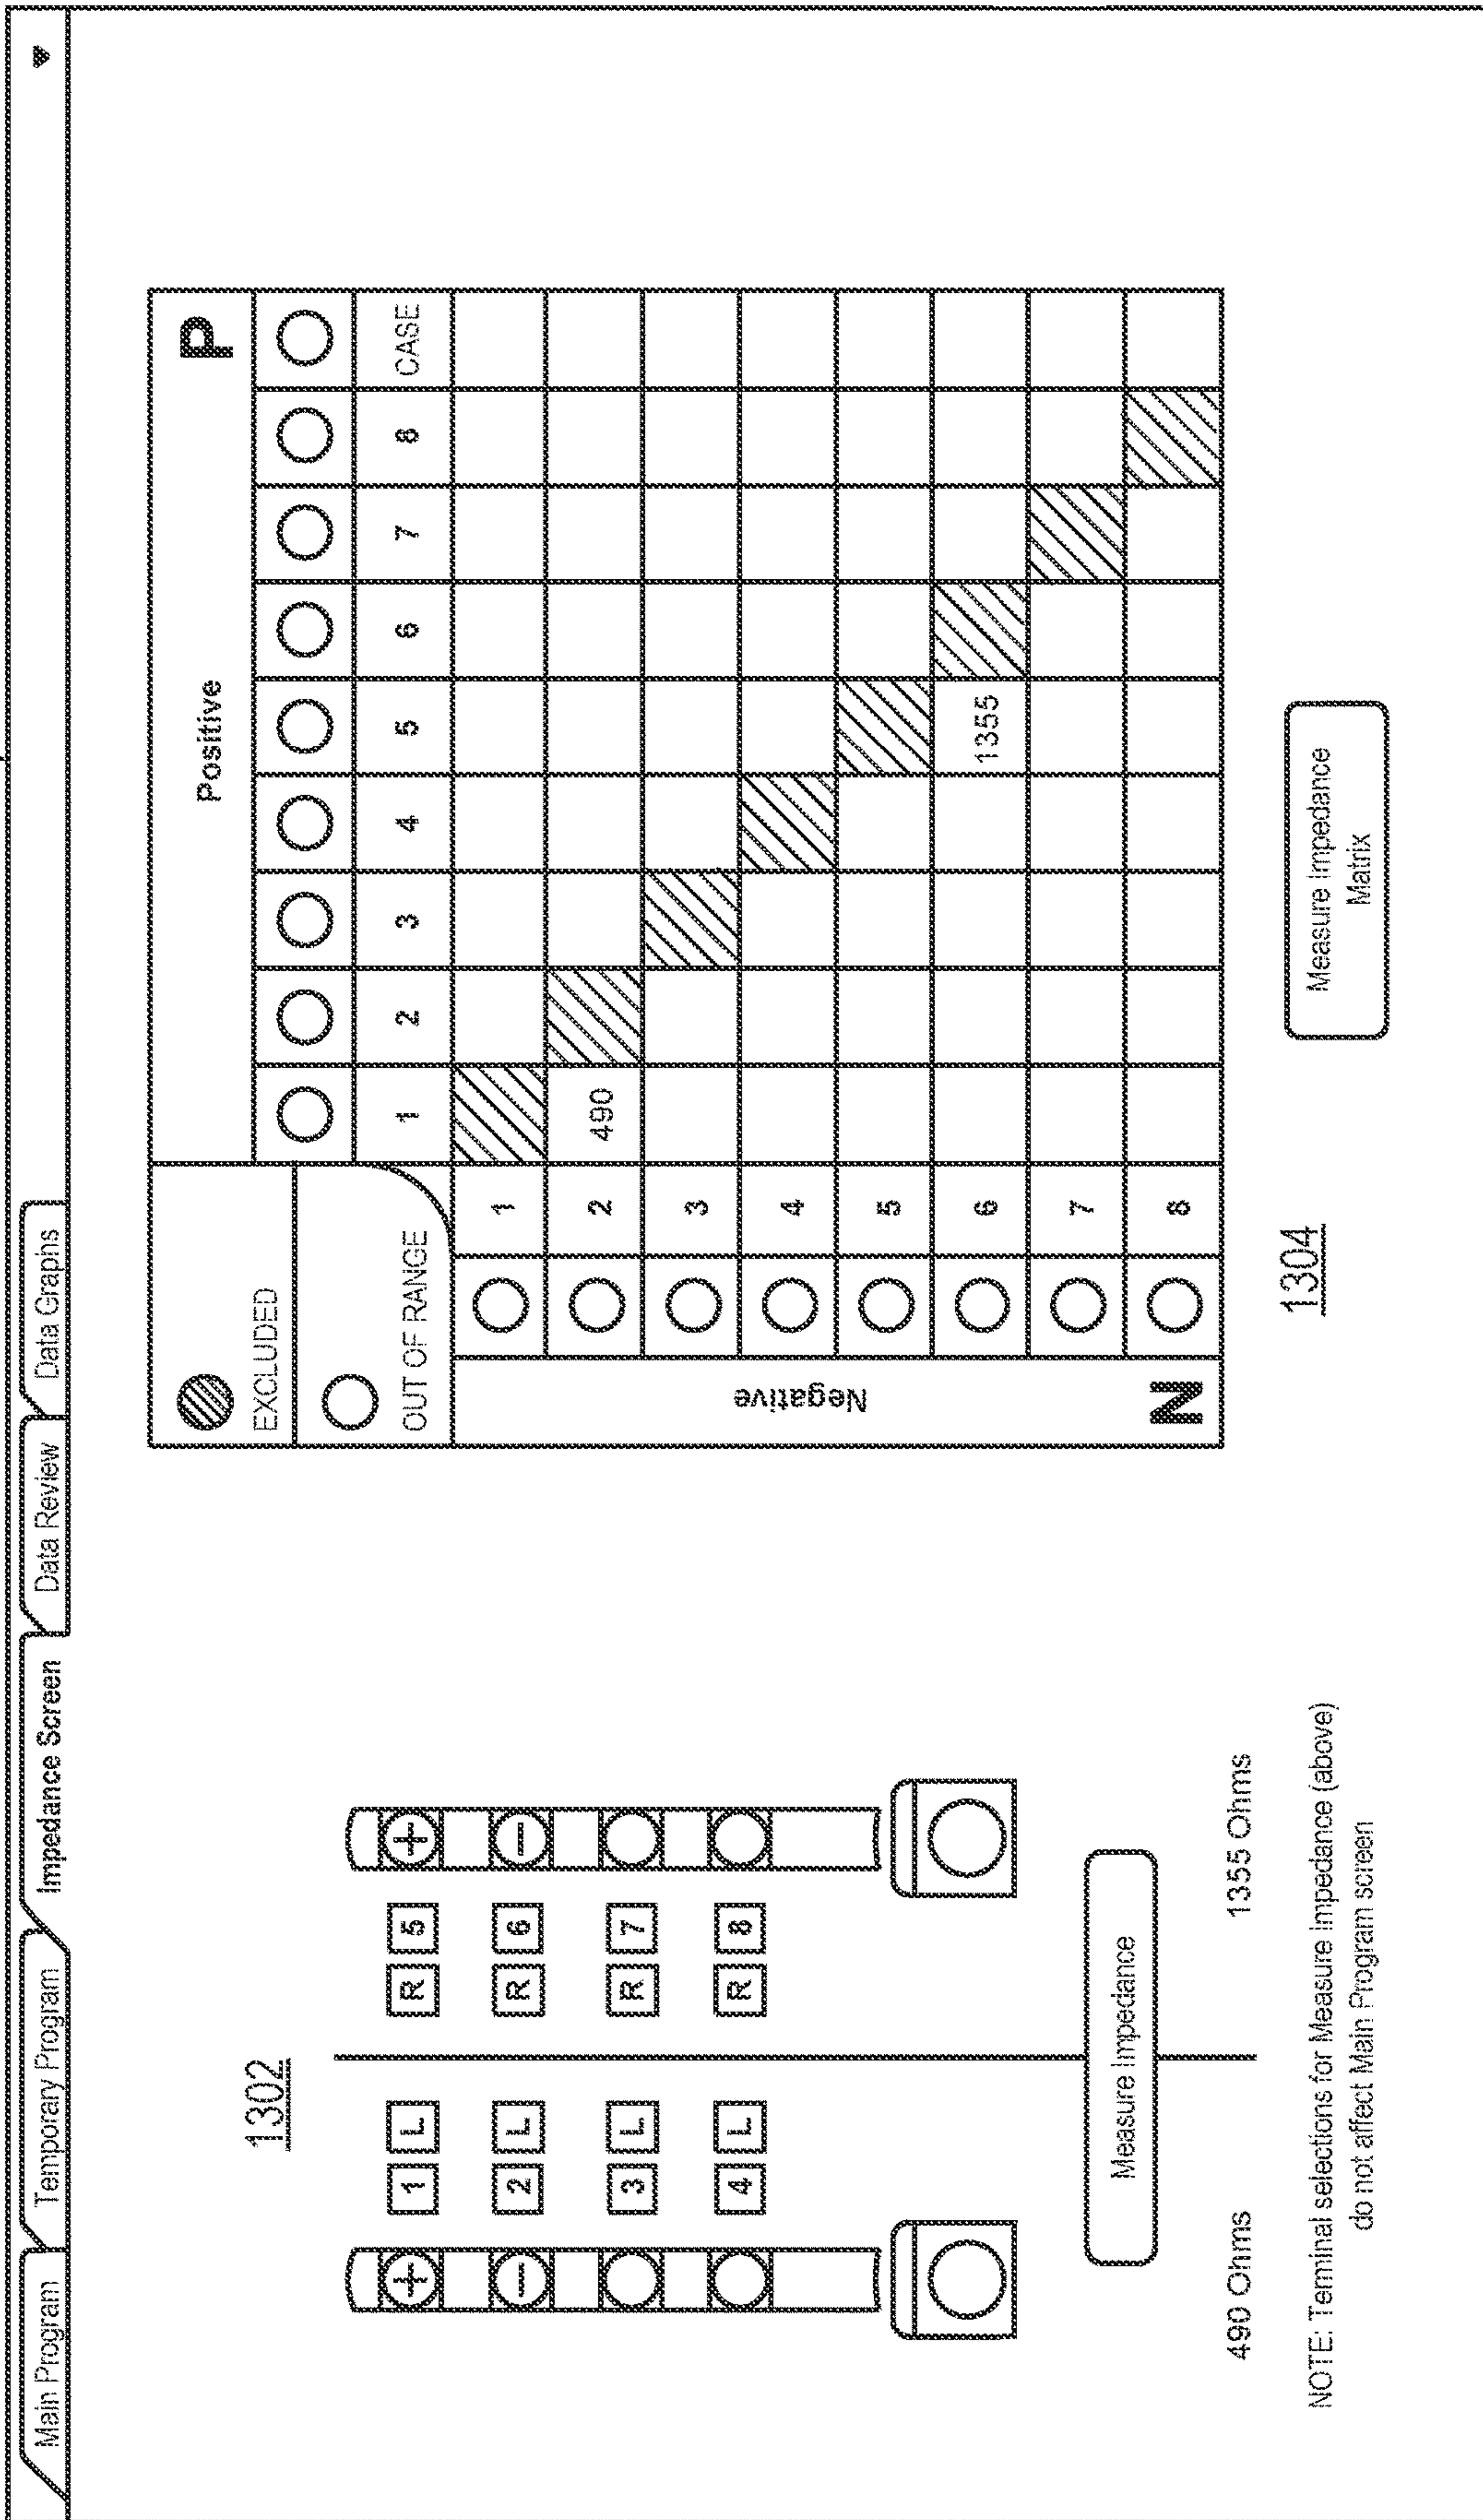 Main Program
Temporary Program
Impedance Screen
Data Review
Data Graphs
1302
1 L
R 5
2 L
R 6
3 L
R 7
4 L
R 8
Measure Impedance
490 Ohms
1355 Ohms
NOTE: Terminal selections for Measure Impedance (above)
do not affect Main Program screen
EXCLUDED
OUT OF RANGE
Positive
P
1 2 3 4 5 6 7 8 CASE
Negative
N
1
2 490
3
4
5
6 1355
7
8
Measure Impedance
Matrix
1304